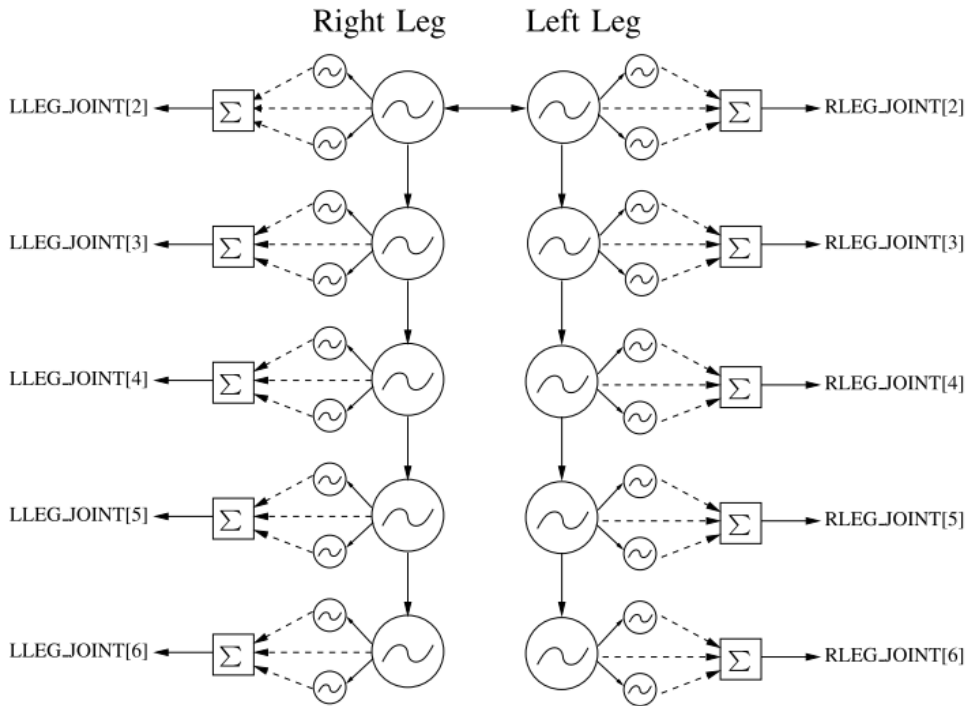 Right Leg Left Leg
LLEG_JOINT[2] Σ Σ RLEG_JOINT[2]
LLEG_JOINT[3] Σ Σ RLEG_JOINT[3]
LLEG_JOINT[4] Σ Σ RLEG_JOINT[4]
LLEG_JOINT[5] Σ Σ RLEG_JOINT[5]
LLEG_JOINT[6] Σ Σ RLEG_JOINT[6]